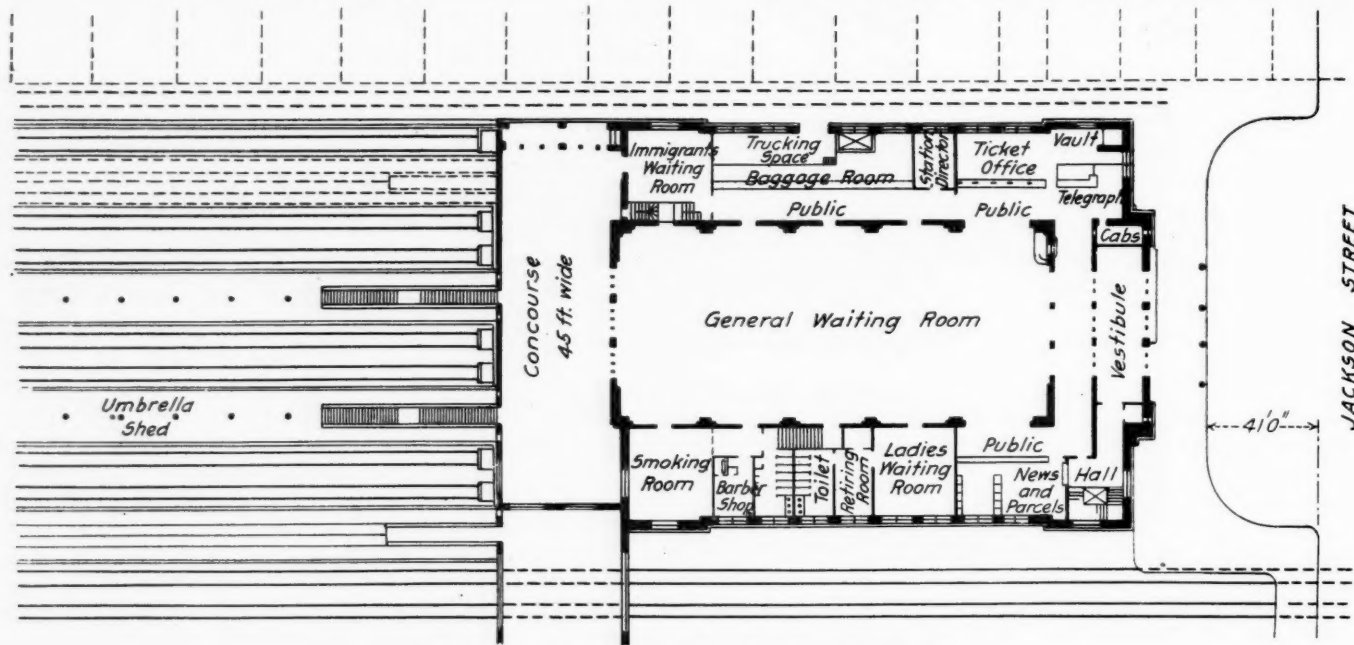 Immigrants
Waiting
Room
Trucking
Space
Baggage Room
Station
Director
Ticket
Office
Vault
Telegraph
Public
Public
Cabs
Concourse
45 ft. wide
General Waiting Room
Vestibule
JACKSON STREET
Umbrella
Shed
41'0"
Smoking
Room
Barber
Shop
Toilet
Retiring
Room
Ladies
Waiting
Room
Public
News
and
Parcels
Hall